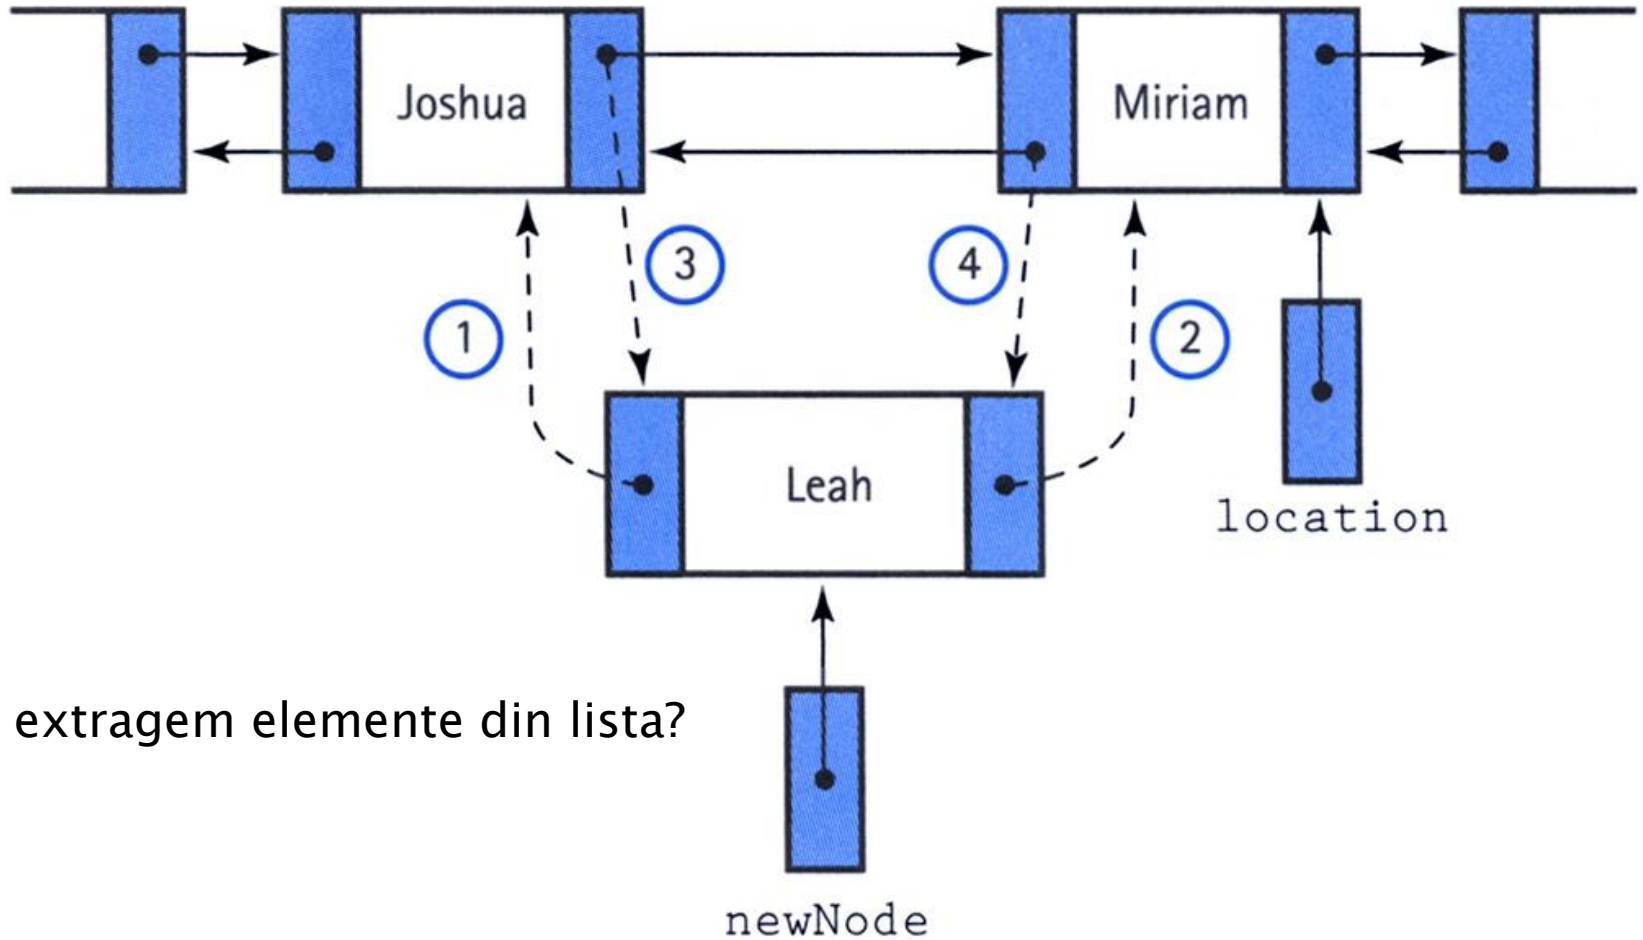 Joshua
Miriam
3
4
1
2
Leah
location
extragem elemente din lista?
newNode